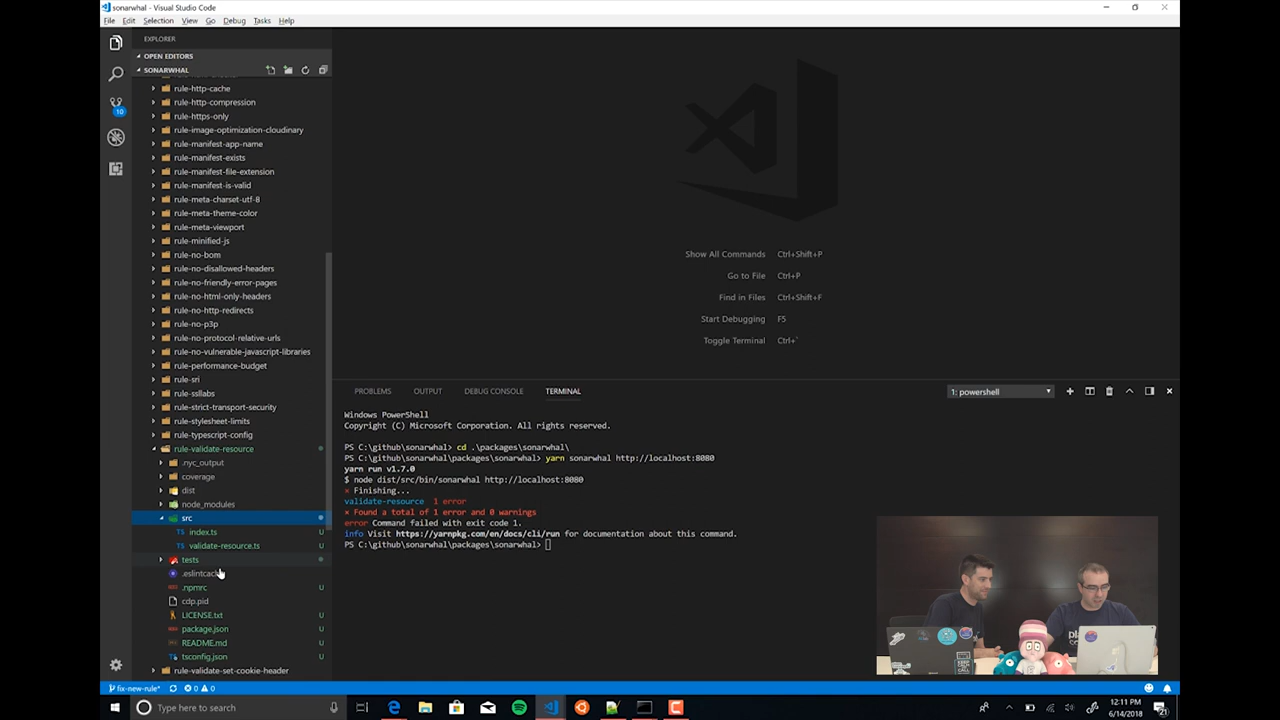 sonarwhal - Visual Studio Code
File Edit Selection View Go Debug Tasks Help
EXPLORER
OPEN EDITORS
SONARWHAL
rule-http-cache
rule-http-compression
rule-https-only
rule-image-optimization-cloudinary
rule-manifest-app-name
rule-manifest-exists
rule-manifest-file-extension
rule-manifest-is-valid
rule-meta-charset-utf-8
rule-meta-theme-color
rule-meta-viewport
rule-minified-js
rule-no-bom
rule-no-disallowed-headers
rule-no-friendly-error-pages
rule-no-html-only-headers
rule-no-http-redirects
rule-no-p3p
rule-no-protocol-relative-urls
rule-no-vulnerable-javascript-libraries
rule-performance-budget
rule-sri
rule-ssllabs
rule-strict-transport-security
rule-stylesheet-limits
rule-typescript-config
rule-validate-resource
.nyc_output
coverage
dist
node_modules
src
TS index.ts U
TS validate-resource.ts U
tests
.eslintcac
.npmrc U
cdp.pid
LICENSE.txt U
package.json U
README.md U
tsconfig.json U
rule-validate-set-cookie-header
10
Show All Commands Ctrl+Shift+P
Go to File Ctrl+P
Find in Files Ctrl+Shift+F
Start Debugging F5
Toggle Terminal Ctrl+`
PROBLEMS OUTPUT DEBUG CONSOLE TERMINAL 1: powershell
Windows PowerShell
Copyright (C) Microsoft Corporation. All rights reserved.
PS C:\github\sonarwhal> cd .\packages\sonarwhal\
PS C:\github\sonarwhal\packages\sonarwhal> yarn sonarwhal http://localhost:8080
yarn run v1.7.0
$ node dist/src/bin/sonarwhal http://localhost:8080
× Finishing...
validate-resource 1 error
× Found a total of 1 error and 0 warnings
error Command failed with exit code 1.
info Visit https://yarnpkg.com/en/docs/cli/run for documentation about this command.
PS C:\github\sonarwhal\packages\sonarwhal>
fix-new-rule* 0 0
Type here to search
12:11 PM
6/14/2018
21